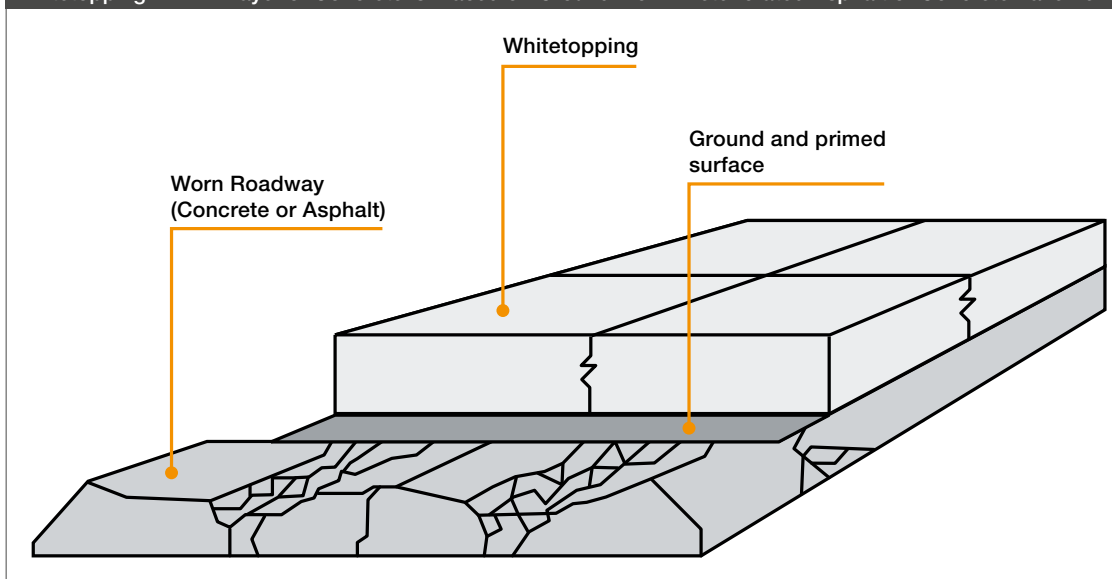 Whitetopping
Ground and primed
surface
Worn Roadway
(Concrete or Asphalt)